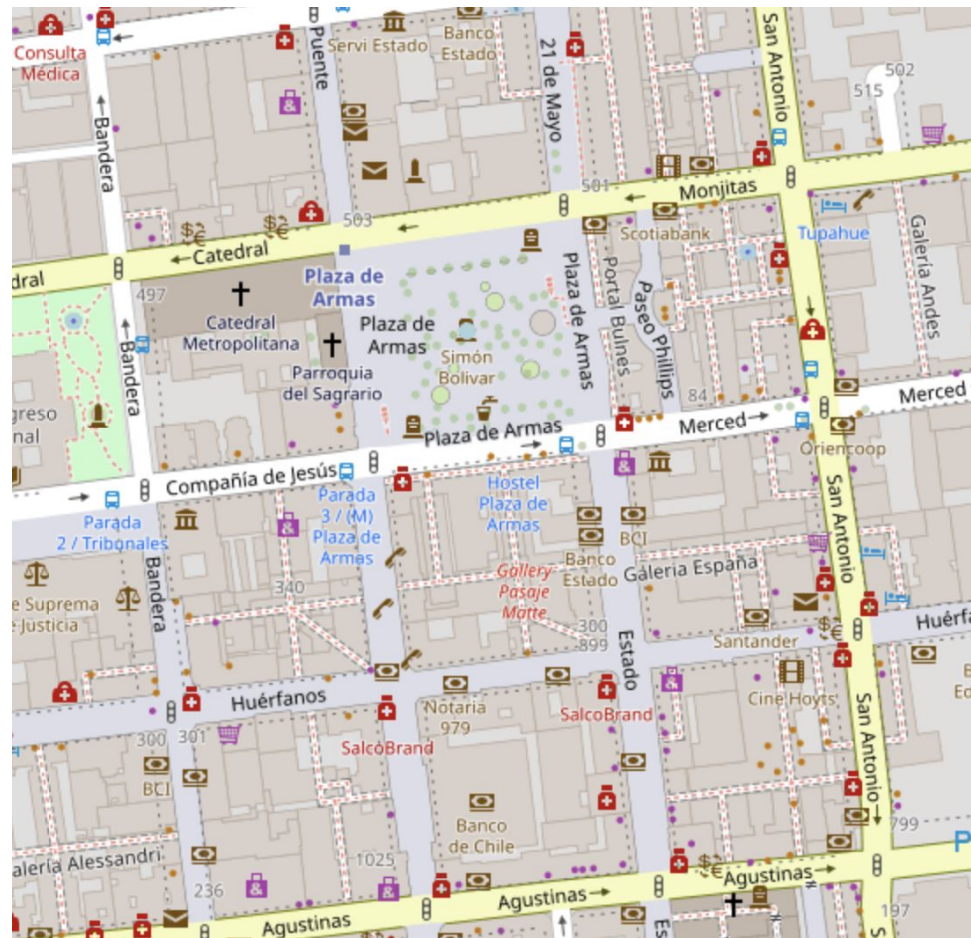 Consulta
Médica
Puente
Servi Estado
Banco
Estado
21 de Mayo
San Antonio
502
515
Bandera
501
Monjitas
503
Catedral
dral
Scotiabank
Tupahue
Galería Andes
Plaza de
Armas
497
Catedral
Metropolitana
Plaza de
Armas
Simón
Bolívar
Parroquia
del Sagrario
Plaza de Armas
Portal Bulnes
Paseo Phillips
Bandera
greso
nal
84
Merced
Merced
Plaza de Armas
Oriencoop
Compañía de Jesús
Parada
2 / Tribonales
Parada
3 / (M)
Plaza de
Armas
Hostel
Plaza de
Armas
BCI
Banco
Estado
Galería España
San Antonio
Gallery
Pasaje
Matte
Bandera
e Suprema
e Justicia
340
300
899
Estado
Santander
Huérfa
Huérfanos
Notaria
979
SalcoBrand
SalcoBrand
Cine Hoyts
San Antonio
300
301
BCI
Banco
de Chile
799
alería Alessandri
1025
236
P
Agustinas
Agustinas
Agustinas
197
Es
S